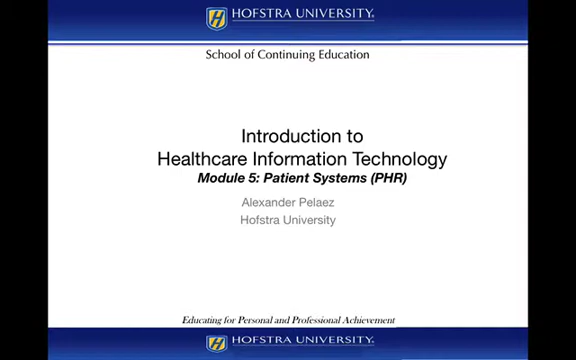 HOFSTRA UNIVERSITY
School of Continuing Education
Introduction to
Healthcare Information Technology
Module 5: Patient Systems (PHR)
Alexander Pelaez
Hofstra University
Educating for Personal and Professional Achievement
HOFSTRA UNIVERSITY